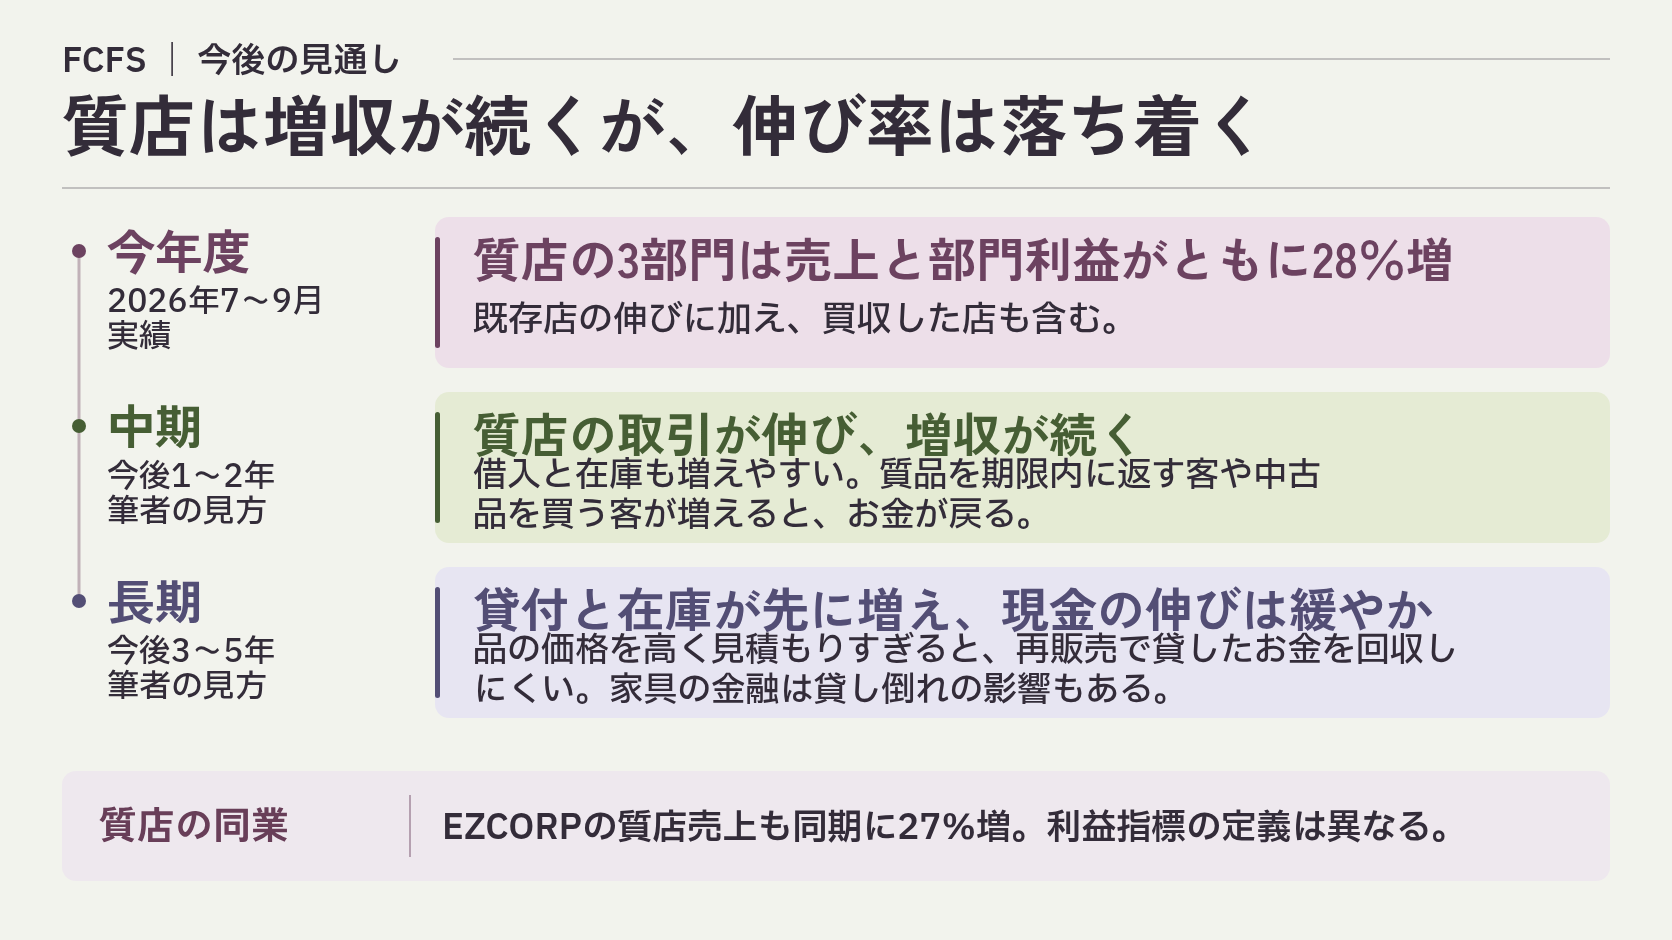 FCFS｜今後の見通し
質店は増収が続くが、伸び率は落ち着く
今年度
2026年7〜9月
実績
質店の3部門は売上と部門利益がともに28%増
既存店の伸びに加え、買収した店も含む。
中期
今後1〜2年
筆者の見方
質店の取引が伸び、増収が続く
借入と在庫も増えやすい。質品を期限内に返す客や中古
品を買う客が増えると、お金が戻る。
長期
今後3〜5年
筆者の見方
貸付と在庫が先に増え、現金の伸びは緩やか
品の価格を高く見積もりすぎると、再販売で貸したお金を回収し
にくい。家具の金融は貸し倒れの影響もある。
質店の同業
EZCORPの質店売上も同期に27%増。利益指標の定義は異なる。